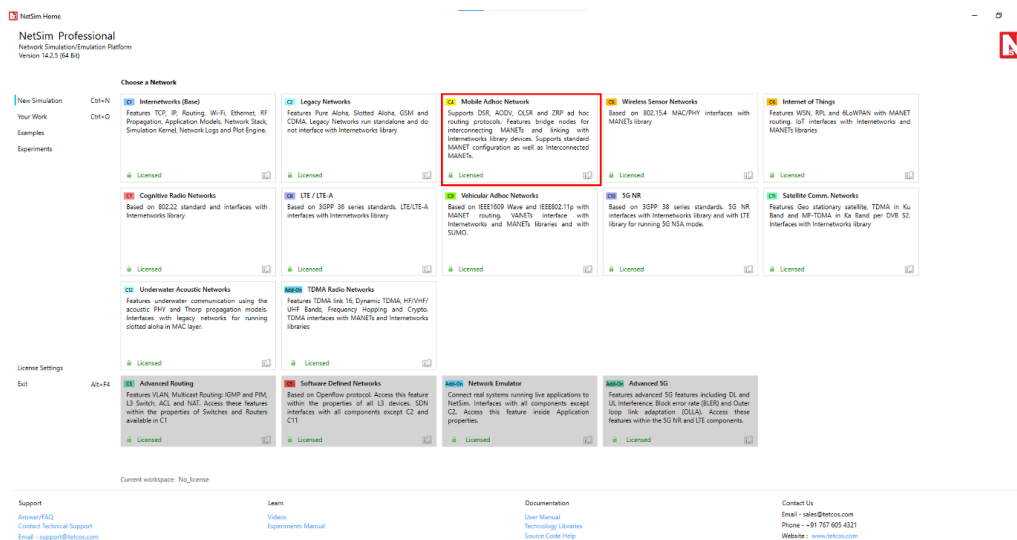 NetSim Home
NetSim Professional
Network Simulation/Emulation Platform
Version 14.2.5 (64 Bit)
Choose a Network
New Simulation Ctrl+N
Your Work Ctrl+O
Examples
Experiments
C1 Internetworks (Base)
Features TCP, IP, Routing, Wi-Fi, Ethernet, RF
Propagation, Application Models, Network Stack,
Simulation Kernel, Network Logs and Plot Engine.
Licensed
C2 Legacy Networks
Features Pure Aloha, Slotted Aloha, GSM and
CDMA. Legacy Networks run standalone and do
not interface with Internetworks library
Licensed
C4 Mobile Adhoc Network
Supports DSR, AODV, OLSR and ZRP ad hoc
routing protocols. Features bridge nodes for
interconnecting MANETs and linking with
Internetworks library devices. Supports standard
MANET configuration as well as Interconnected
MANETs.
Licensed
Wireless Sensor Networks
Based on 802.15.4 MAC/PHY interfaces with
MANETs library
Licensed
Internet of Things
Features WSN, RPL and 6LoWPAN with MANET
routing. IoT interfaces with Internetworks and
MANETs libraries
Licensed
C7 Cognitive Radio Networks
Based on 802.22 standard and interfaces with
Internetworks library
Licensed
C8 LTE / LTE-A
Based on 3GPP 36 series standards. LTE/LTE-A
interfaces with Internetworks library
Licensed
C9 Vehicular Adhoc Networks
Based on IEEE1609 Wave and IEEE802.11p with
MANET routing. VANETs interface with
Internetworks and MANETs libraries and with
SUMO.
Licensed
C10 5G NR
Based on 3GPP 38 series standards. 5G NR
interfaces with Internetworks library and with LTE
library for running 5G NSA mode.
Licensed
C11 Satellite Comm. Networks
Features Geo stationary satellite, TDMA in Ku
Band and MF-TDMA in Ka Band per DVB S2.
Interfaces with Internetworks library
Licensed
C12 Underwater Acoustic Networks
Features underwater communication using the
acoustic PHY and Thorp propagation models.
Interfaces with legacy networks for running
slotted aloha in MAC layer.
Licensed
Add-On TDMA Radio Networks
Features TDMA link 16, Dynamic TDMA, HF/VHF/
UHF Bands, Frequency Hopping and Crypto.
TDMA interfaces with MANETs and Internetworks
libraries
Licensed
License Settings
Exit Alt+F4
C3 Advanced Routing
Features VLAN, Multicast Routing: IGMP and PIM,
L3 Switch, ACL and NAT. Access these features
within the properties of Switches and Routers
available in C1
Licensed
Software Defined Networks
Based on Openflow protocol. Access this feature
within the properties of all L3 devices. SDN
interfaces with all components except C2 and
C11
Licensed
Add-On Network Emulator
Connect real systems running live applications to
NetSim. Interfaces with all components except
C2. Access this feature inside Application
properties.
Licensed
Add-On Advanced 5G
Features advanced 5G features including DL and
UL Interference, Block error rate (BLER) and Outer
loop link adaptation (OLLA). Access these
features within the 5G NR and LTE components.
Licensed
Current workspace: No_license
Support
Answer/FAQ
Contact Technical Support
Email - support@tetcos.com
Learn
Videos
Experiments Manual
Documentation
User Manual
Technology Libraries
Source Code Help
Contact Us
Email - sales@tetcos.com
Phone - +91 767 605 4321
Website : www.tetcos.com